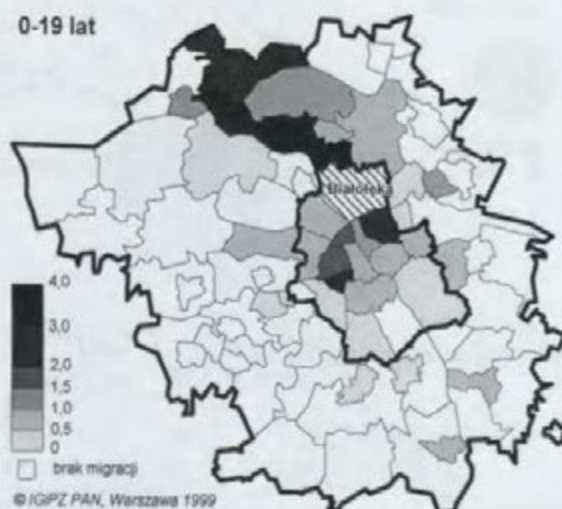 0-19 lat
Białołęka
4,0
3,0
2,0
1,5
1,0
0,5
0
brak migracji
© IGiPZ PAN, Warszawa 1999